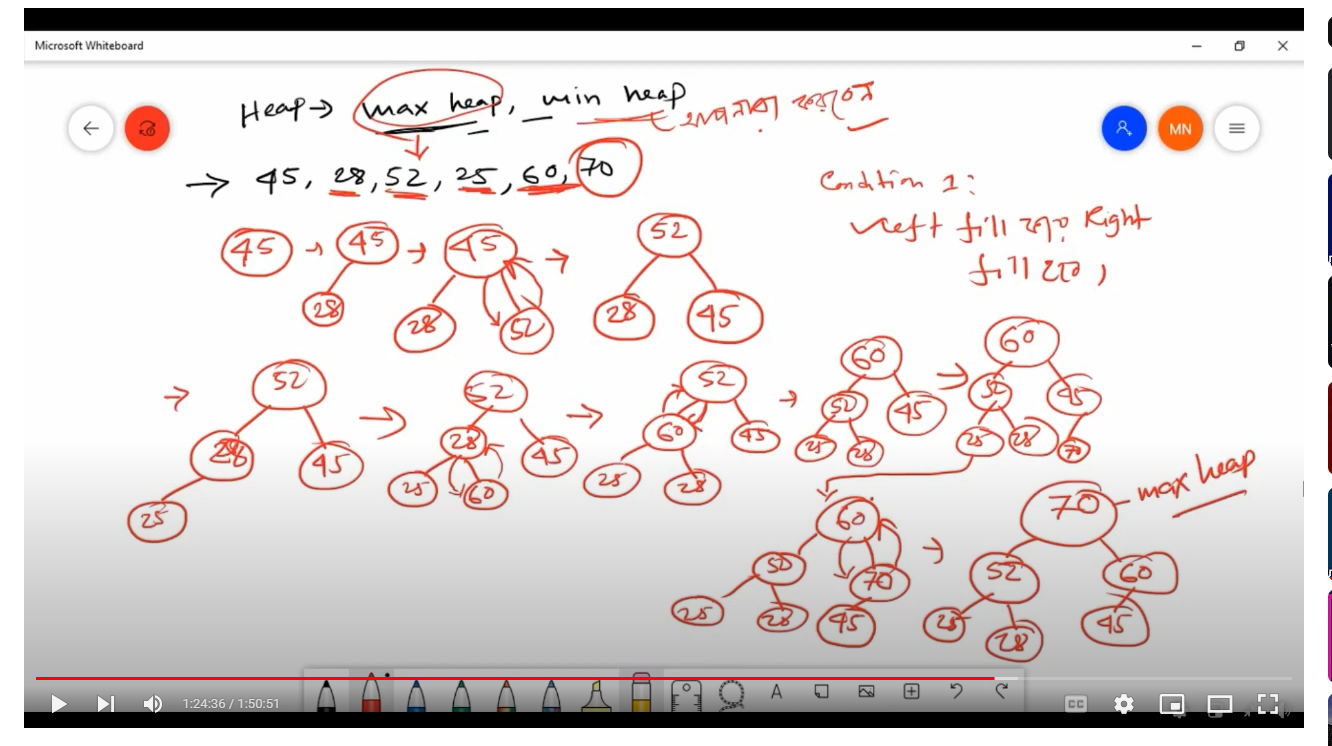 Microsoft Whiteboard
Heap → max heap, min heap
MN
→ 45, 28, 52, 25, 60, 70
Condition 1:
Left fill Right
fill
45 → 45 → 45 → 52
28 28 52 28 45
→ 52 → 52 → 52 → 60 → 60
28 45 28 45 60 45 52 45 52 45
25 25 60 25 28 25 28 25 28 70
max heap
60 → 70
50 70 52 60
25 28 45 25 28 45
1:24:36 / 1:50:51
A
CC